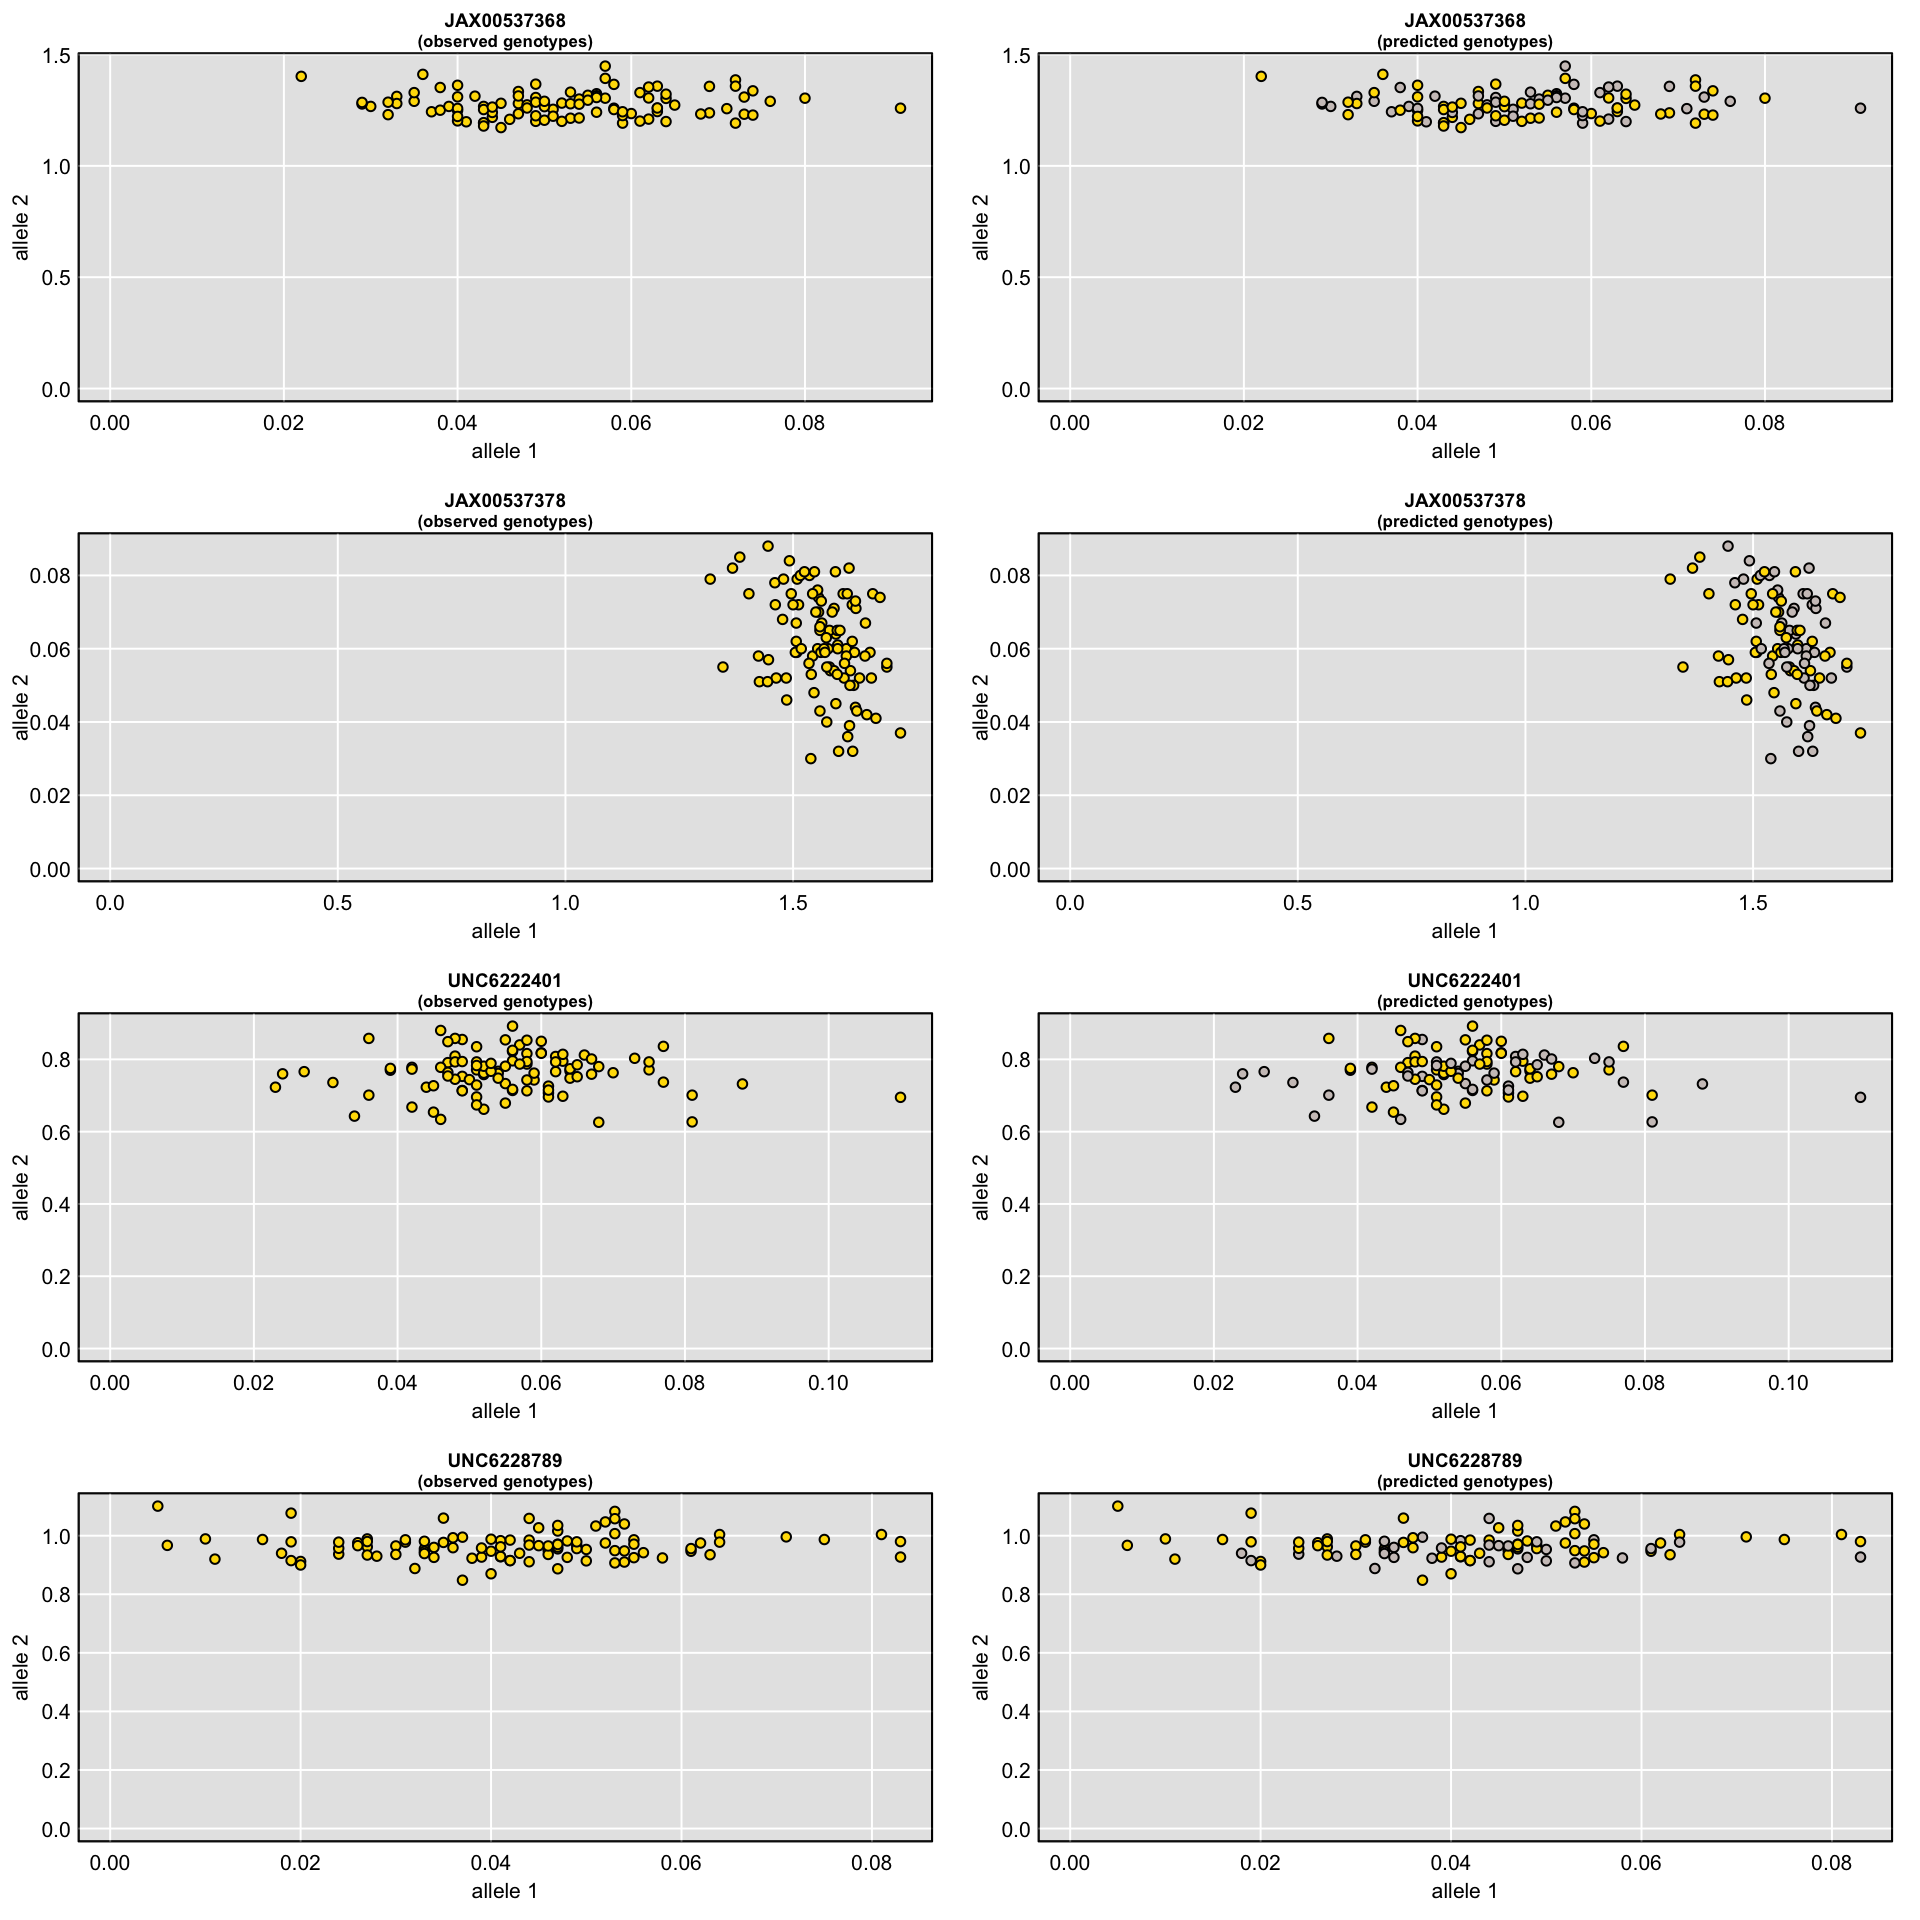 JAX00537368
(observed genotypes)
1.5
1.0
0.5
0.0
allele 2
0.00 0.02 0.04 0.06 0.08
allele 1
JAX00537368
(predicted genotypes)
1.5
1.0
0.5
0.0
allele 2
0.00 0.02 0.04 0.06 0.08
allele 1
JAX00537378
(observed genotypes)
0.08
0.06
0.04
0.02
0.00
allele 2
0.0 0.5 1.0 1.5
allele 1
JAX00537378
(predicted genotypes)
0.08
0.06
0.04
0.02
0.00
allele 2
0.0 0.5 1.0 1.5
allele 1
UNC6222401
(observed genotypes)
0.8
0.6
0.4
0.2
0.0
allele 2
0.00 0.02 0.04 0.06 0.08 0.10
allele 1
UNC6222401
(predicted genotypes)
0.8
0.6
0.4
0.2
0.0
allele 2
0.00 0.02 0.04 0.06 0.08 0.10
allele 1
UNC6228789
(observed genotypes)
1.0
0.8
0.6
0.4
0.2
0.0
allele 2
0.00 0.02 0.04 0.06 0.08
allele 1
UNC6228789
(predicted genotypes)
1.0
0.8
0.6
0.4
0.2
0.0
allele 2
0.00 0.02 0.04 0.06 0.08
allele 1